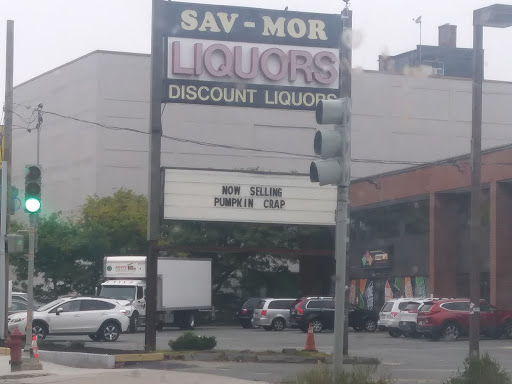 SAV-MOR
LIQUORS
DISCOUNT LIQUORS
NOW SELLING
PUMPKIN CRAP